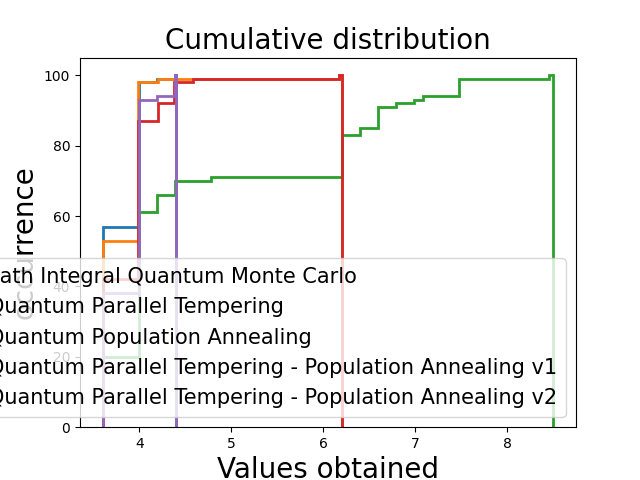 Cumulative distribution
100
80
60
40
20
0
occurrence
ath Integral Quantum Monte Carlo
Quantum Parallel Tempering
Quantum Population Annealing
Quantum Parallel Tempering - Population Annealing v1
Quantum Parallel Tempering - Population Annealing v2
4 5 6 7 8
Values obtained